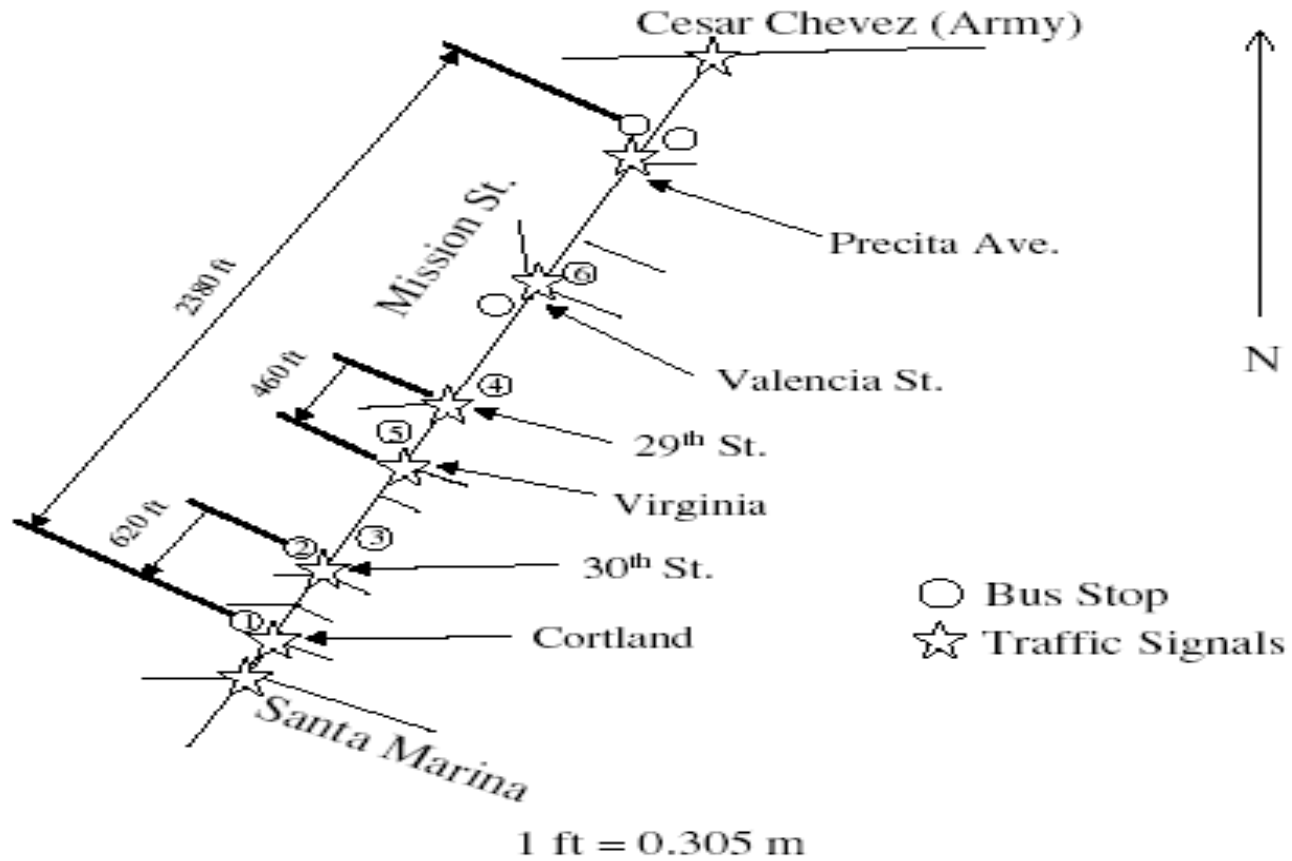 Cesar Chevez (Army)
Mission St.
2380 ft
Precita Ave.
6
Valencia St.
460 ft
4
29th St.
5
Virginia
620 ft
2
3
30th St.
1
Cortland
Santa Marina
N
Bus Stop
Traffic Signals
1 ft = 0.305 m